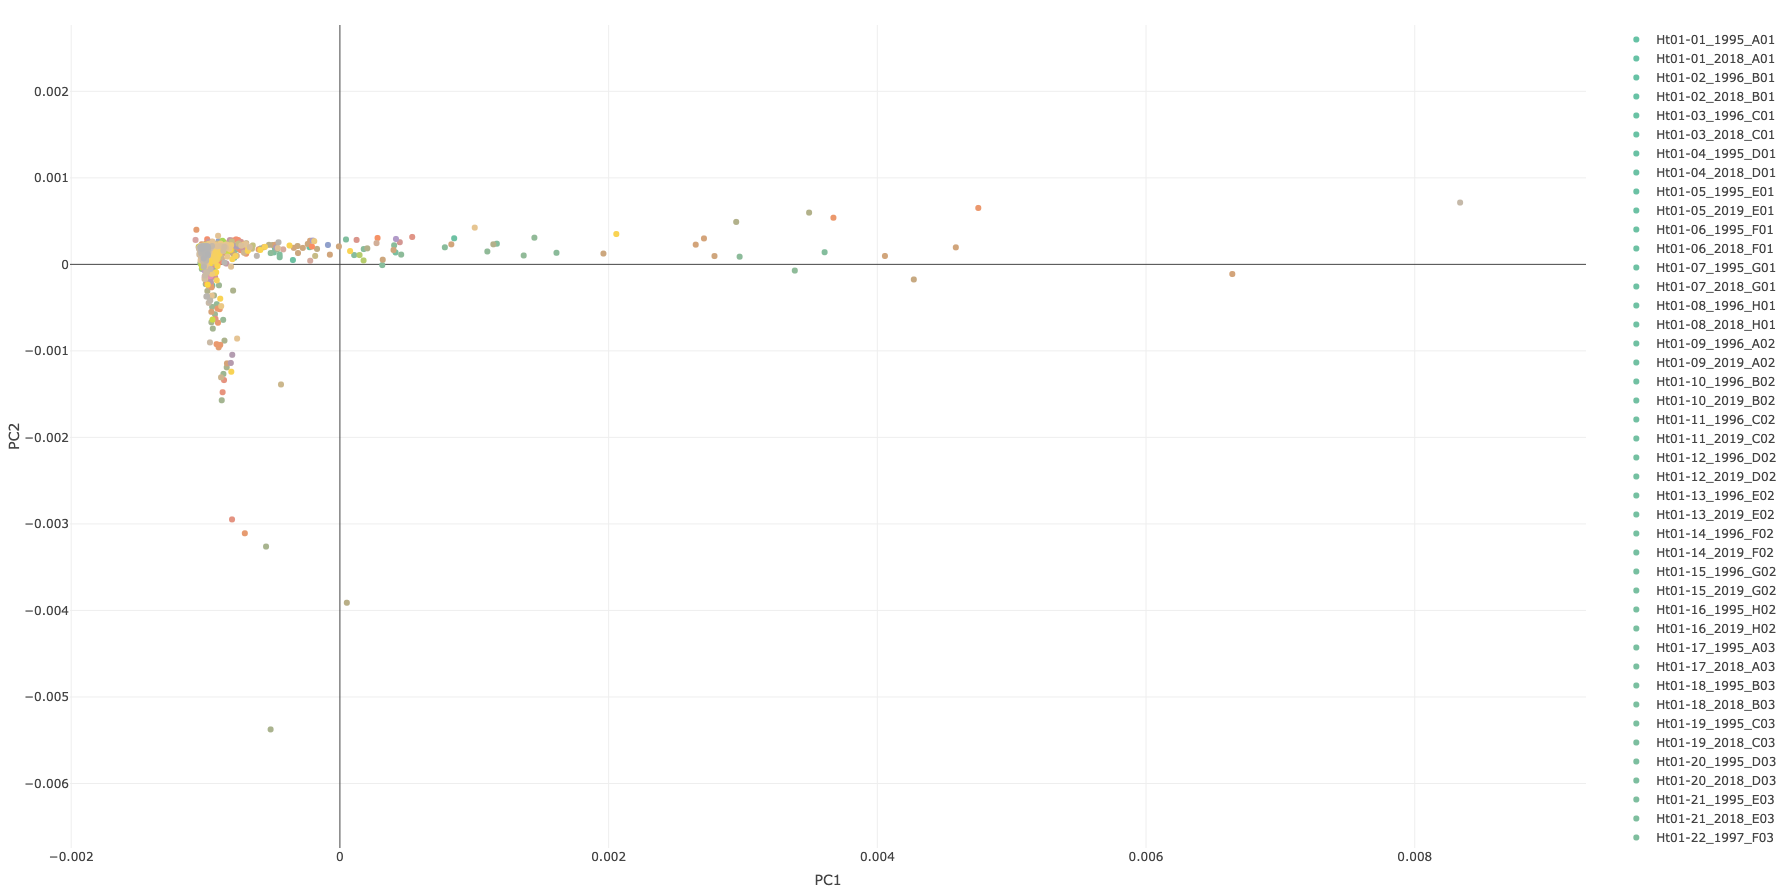 Ht01-01_1995_A01
Ht01-01_2018_A01
Ht01-02_1996_B01
Ht01-02_2018_B01
Ht01-03_1996_C01
Ht01-03_2018_C01
Ht01-04_1995_D01
Ht01-04_2018_D01
Ht01-05_1995_E01
Ht01-05_2019_E01
Ht01-06_1995_F01
Ht01-06_2018_F01
Ht01-07_1995_G01
Ht01-07_2018_G01
Ht01-08_1996_H01
Ht01-08_2018_H01
Ht01-09_1996_A02
Ht01-09_2019_A02
Ht01-10_1996_B02
Ht01-10_2019_B02
Ht01-11_1996_C02
Ht01-11_2019_C02
Ht01-12_1996_D02
Ht01-12_2019_D02
Ht01-13_1996_E02
Ht01-13_2019_E02
Ht01-14_1996_F02
Ht01-14_2019_F02
Ht01-15_1996_G02
Ht01-15_2019_G02
Ht01-16_1995_H02
Ht01-16_2019_H02
Ht01-17_1995_A03
Ht01-17_2018_A03
Ht01-18_1995_B03
Ht01-18_2018_B03
Ht01-19_1995_C03
Ht01-19_2018_C03
Ht01-20_1995_D03
Ht01-20_2018_D03
Ht01-21_1995_E03
Ht01-21_2018_E03
Ht01-22_1997_F03
0.002
0.001
0
−0.001
−0.002
−0.003
−0.004
−0.005
−0.006
PC2
−0.002
0
0.002
0.004
0.006
0.008
PC1